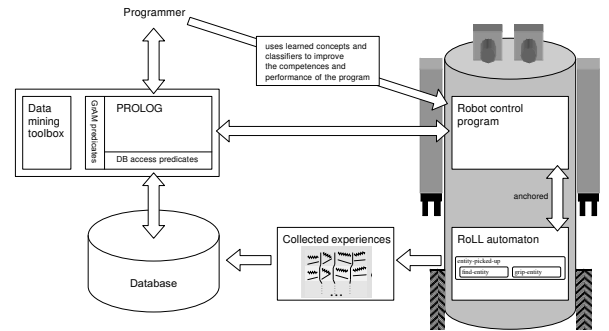 Programmer
uses learned concepts and
classifiers to improve
the competences and
performance of the program
Data
mining
toolbox
GrAM predicates
PROLOG
DB access predicates
Robot control
program
anchored
Database
Collected experiences
...
RoLL automaton
entity-picked-up
find-entity
grip-entity